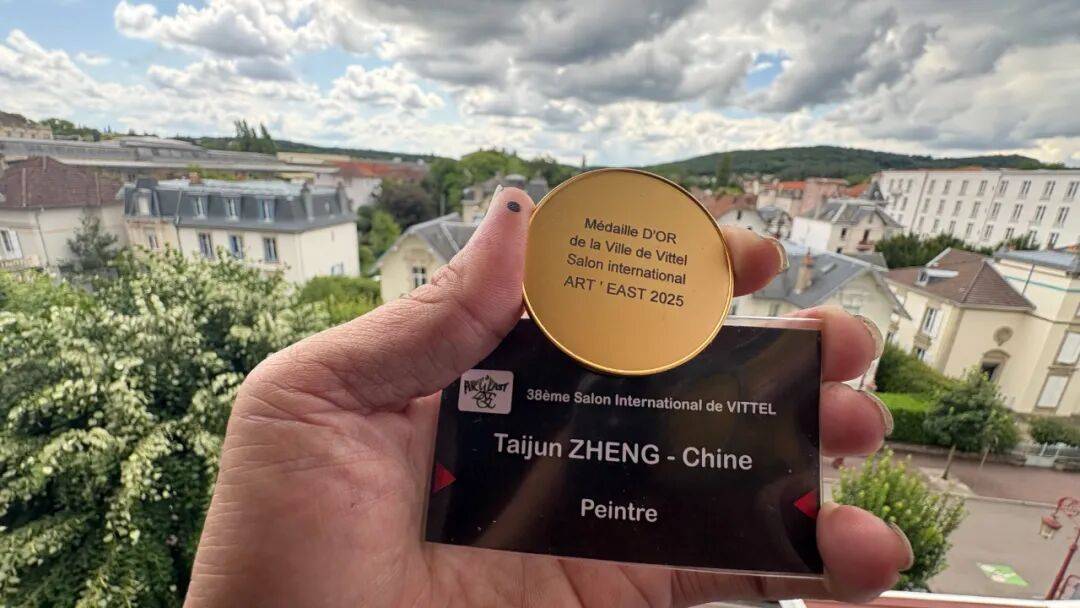 Médaille D'OR
de la Ville de Vittel
Salon international
ART ' EAST 2025
38ème Salon International de VITTEL
Taijun ZHENG - Chine
Peintre